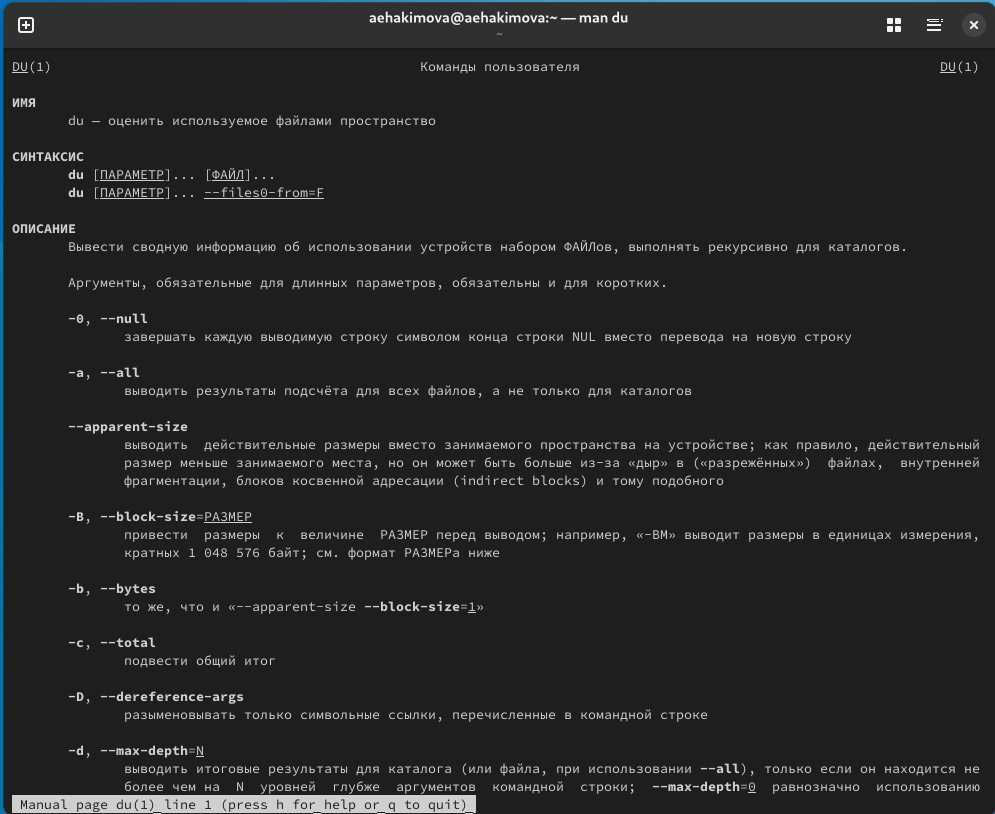 aehakimova@aehakimova:~ — man du
~
DU(1) Команды пользователя DU(1)
ИМЯ
du — оценить используемое файлами пространство
СИНТАКСИС
du [ПАРАМЕТР]... [ФАЙЛ]...
du [ПАРАМЕТР]... --files0-from=F
ОПИСАНИЕ
Вывести сводную информацию об использовании устройств набором ФАЙЛов, выполнять рекурсивно для каталогов.
Аргументы, обязательные для длинных параметров, обязательны и для коротких.
-0, --null
завершать каждую выводимую строку символом конца строки NUL вместо перевода на новую строку
-a, --all
выводить результаты подсчёта для всех файлов, а не только для каталогов
--apparent-size
выводить действительные размеры вместо занимаемого пространства на устройстве; как правило, действительный
размер меньше занимаемого места, но он может быть больше из-за «дыр» в («разрежённых») файлах, внутренней
фрагментации, блоков косвенной адресации (indirect blocks) и тому подобного
-B, --block-size=РАЗМЕР
привести размеры к величине РАЗМЕР перед выводом; например, «-BM» выводит размеры в единицах измерения,
кратных 1 048 576 байт; см. формат РАЗМЕРа ниже
-b, --bytes
то же, что и «--apparent-size --block-size=1»
-c, --total
подвести общий итог
-D, --dereference-args
разыменовывать только символьные ссылки, перечисленные в командной строке
-d, --max-depth=N
выводить итоговые результаты для каталога (или файла, при использовании --all), только если он находится не
более чем на N уровней глубже аргументов командной строки; --max-depth=0 равнозначно использованию
Manual page du(1) line 1 (press h for help or q to quit)